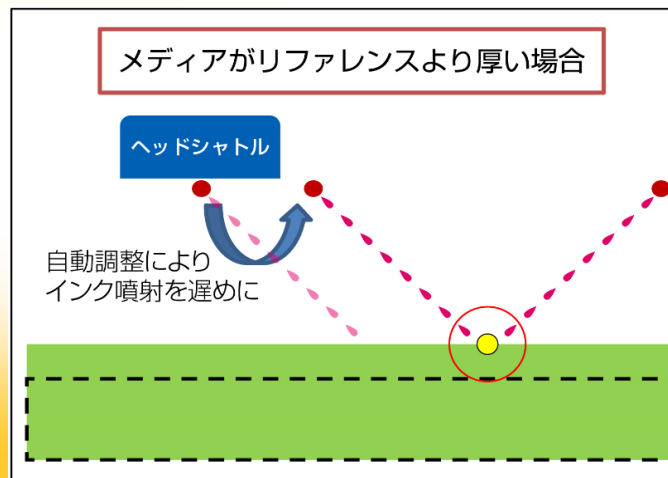 メディアがリファレンスより厚い場合
ヘッドシャトル
自動調整により
インク噴射を遅めに